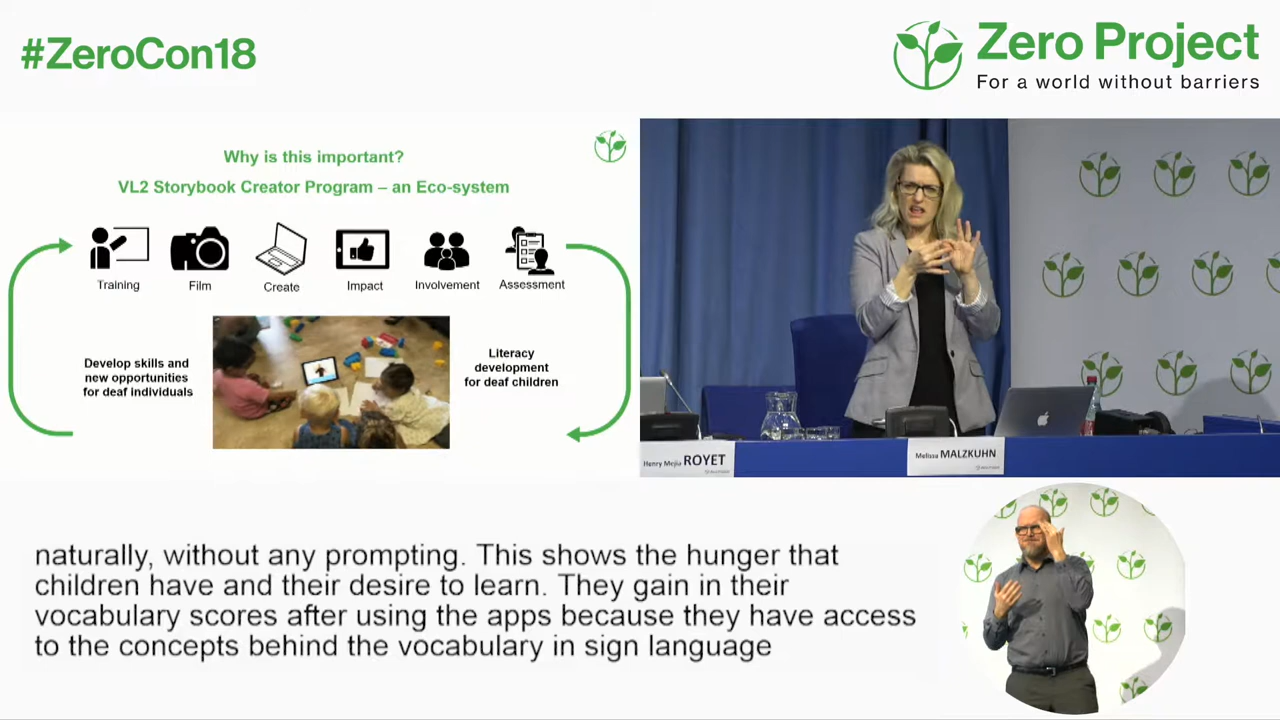 #ZeroCon18
Zero Project
For a world without barriers
Why is this important?
VL2 Storybook Creator Program – an Eco-system
Training
Film
Create
Impact
Involvement
Assessment
Develop skills and
new opportunities
for deaf individuals
Literacy
development
for deaf children
Henry Mejia ROYET
Melissa MALZKUHN
naturally, without any prompting. This shows the hunger that
children have and their desire to learn. They gain in their
vocabulary scores after using the apps because they have access
to the concepts behind the vocabulary in sign language